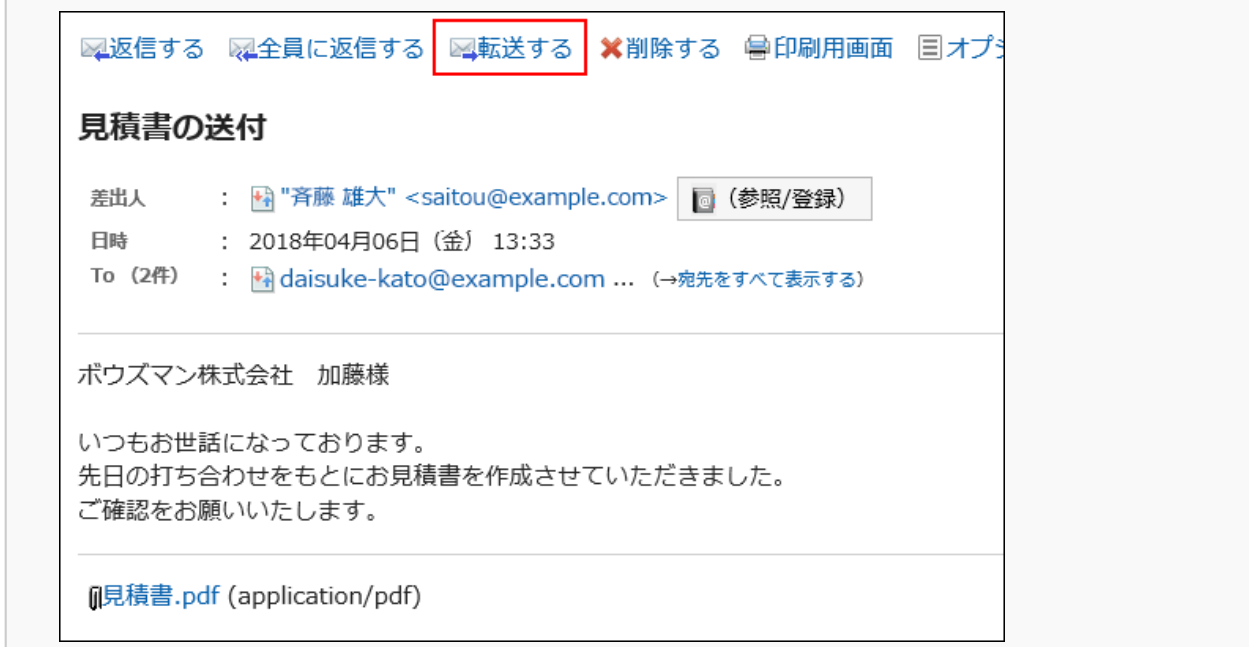 返信する 全員に返信する 転送する 削除する 印刷用画面 オプ
見積書の送付
差出人 : "斉藤 雄大" <saitou@example.com> (参照/登録)
日時 : 2018年04月06日（金） 13:33
To （2件） : daisuke-kato@example.com ... (→宛先をすべて表示する)
ボウズマン株式会社　加藤様
いつもお世話になっております。
先日の打ち合わせをもとにお見積書を作成させていただきました。
ご確認をお願いいたします。
見積書.pdf (application/pdf)